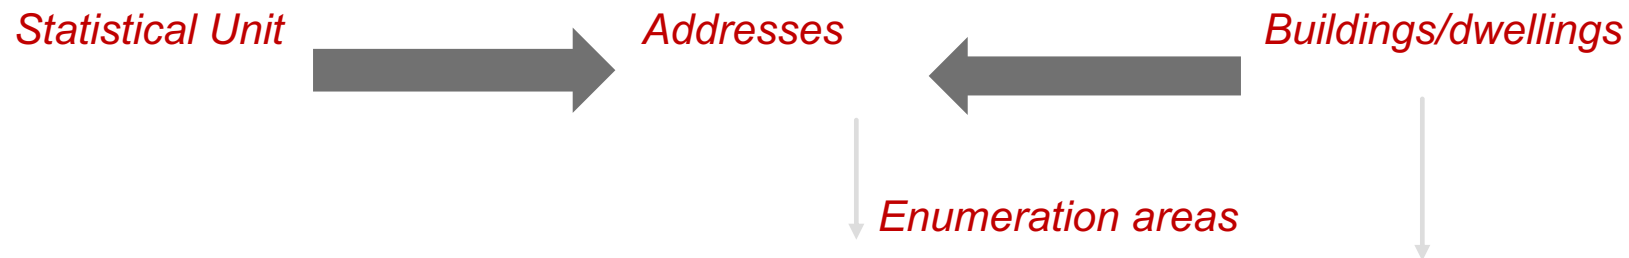 Statistical Unit
Addresses
Buildings/dwellings
Enumeration areas